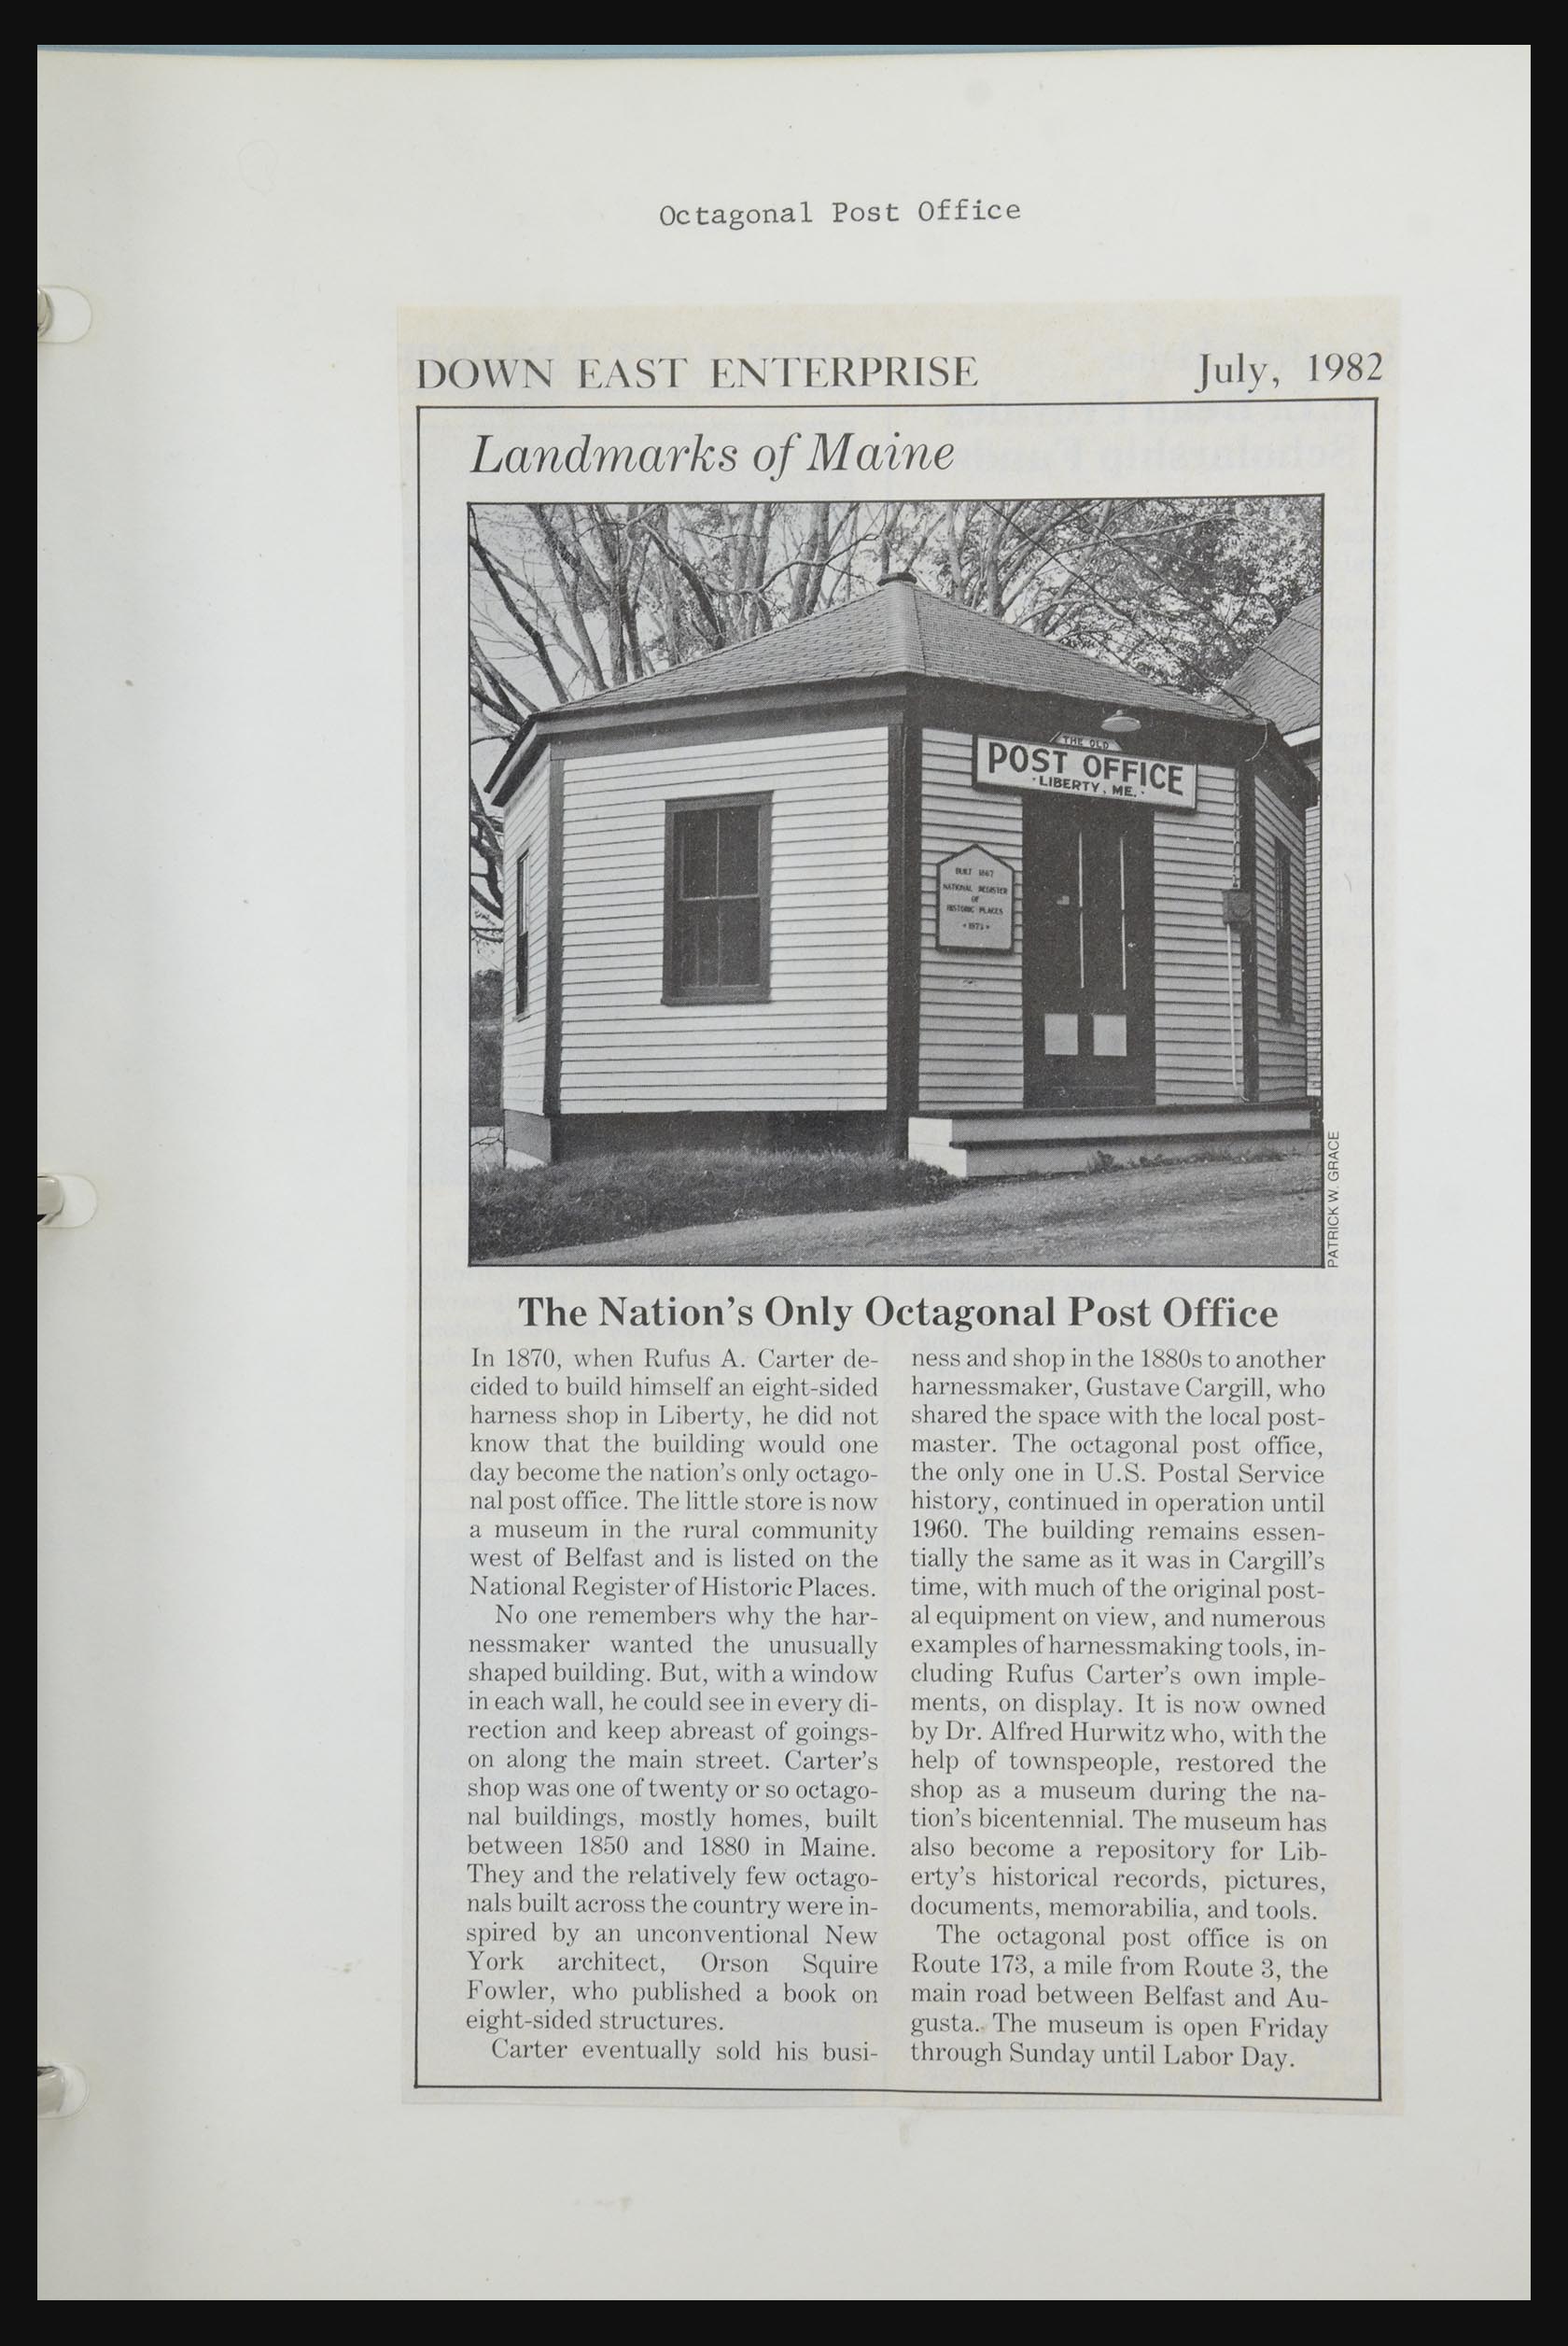 Octagonal Post Office
DOWN EAST ENTERPRISE
July, 1982
Landmarks of Maine
THE OLD
POST OFFICE
· LIBERTY, ME. ·
BUILT 1867
NATIONAL REGISTER
OF
HISTORIC PLACES
PATRICK W. GRACE
The Nation's Only Octagonal Post Office
In 1870, when Rufus A. Carter de-
cided to build himself an eight-sided
harness shop in Liberty, he did not
know that the building would one
day become the nation's only octago-
nal post office. The little store is now
a museum in the rural community
west of Belfast and is listed on the
National Register of Historic Places.
No one remembers why the har-
nessmaker wanted the unusually
shaped building. But, with a window
in each wall, he could see in every di-
rection and keep abreast of goings-
on along the main street. Carter's
shop was one of twenty or so octago-
nal buildings, mostly homes, built
between 1850 and 1880 in Maine.
They and the relatively few octago-
nals built across the country were in-
spired by an unconventional New
York architect, Orson Squire
Fowler, who published a book on
eight-sided structures.
Carter eventually sold his busi-
ness and shop in the 1880s to another
harnessmaker, Gustave Cargill, who
shared the space with the local post-
master. The octagonal post office,
the only one in U.S. Postal Service
history, continued in operation until
1960. The building remains essen-
tially the same as it was in Cargill's
time, with much of the original post-
al equipment on view, and numerous
examples of harnessmaking tools, in-
cluding Rufus Carter's own imple-
ments, on display. It is now owned
by Dr. Alfred Hurwitz who, with the
help of townspeople, restored the
shop as a museum during the na-
tion's bicentennial. The museum has
also become a repository for Lib-
erty's historical records, pictures,
documents, memorabilia, and tools.
The octagonal post office is on
Route 173, a mile from Route 3, the
main road between Belfast and Au-
gusta. The museum is open Friday
through Sunday until Labor Day.